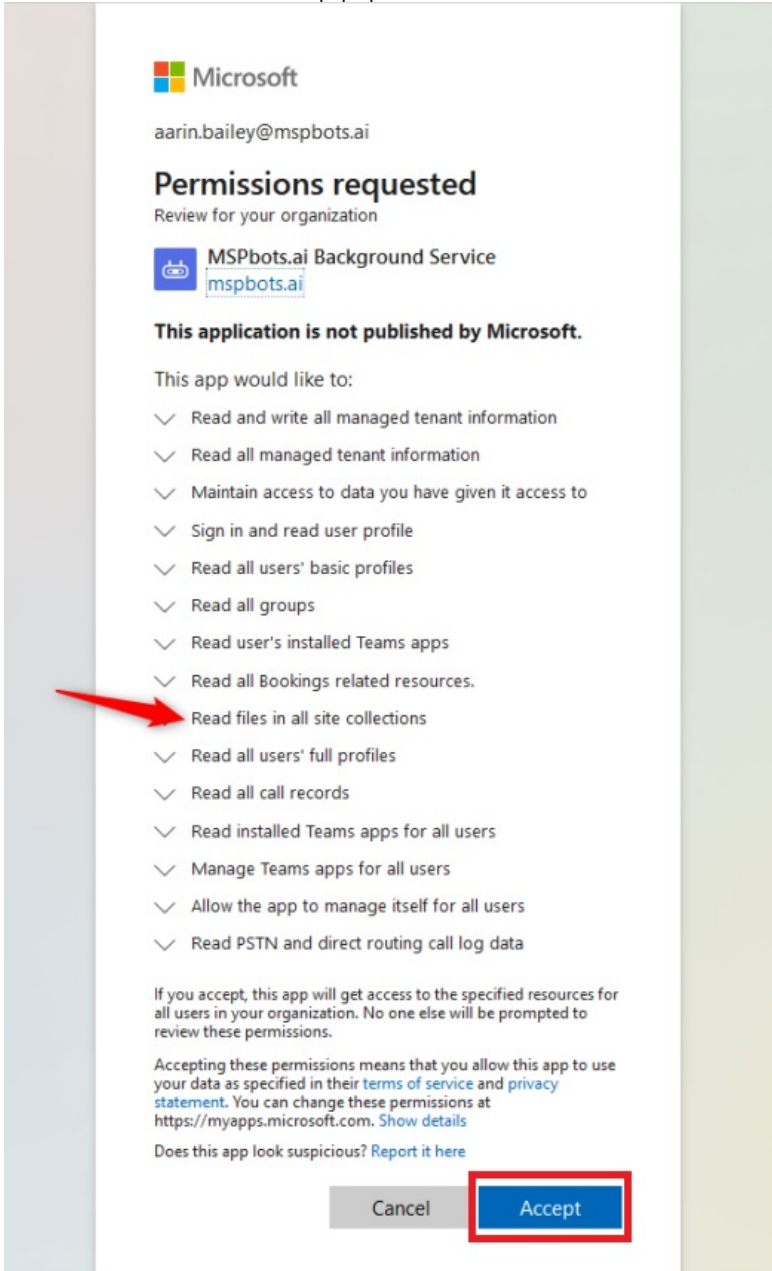 Microsoft
aarin.bailey@mspbots.ai
Permissions requested
Review for your organization
MSPbots.ai Background Service
mspbots.ai
This application is not published by Microsoft.
This app would like to:
Read and write all managed tenant information
Read all managed tenant information
Maintain access to data you have given it access to
Sign in and read user profile
Read all users' basic profiles
Read all groups
Read user's installed Teams apps
Read all Bookings related resources.
Read files in all site collections
Read all users' full profiles
Read all call records
Read installed Teams apps for all users
Manage Teams apps for all users
Allow the app to manage itself for all users
Read PSTN and direct routing call log data
If you accept, this app will get access to the specified resources for
all users in your organization. No one else will be prompted to
review these permissions.
Accepting these permissions means that you allow this app to use
your data as specified in their terms of service and privacy
statement. You can change these permissions at
https://myapps.microsoft.com. Show details
Does this app look suspicious? Report it here
Cancel Accept